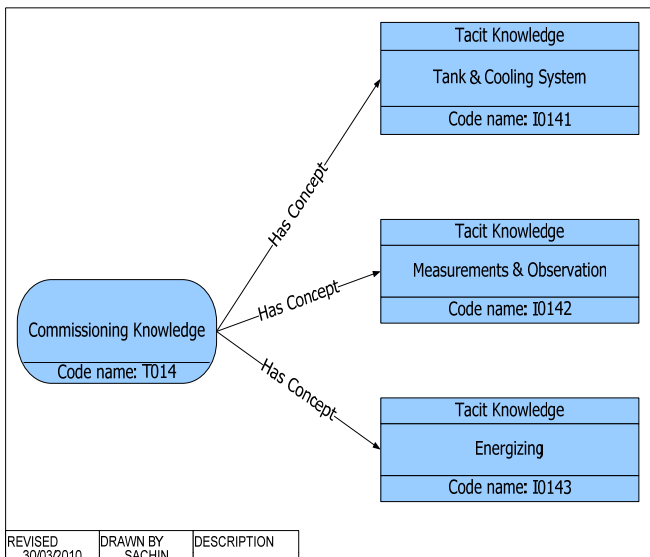 Tacit Knowledge
Tank & Cooling System
Code name: I0141
Has Concept
Tacit Knowledge
Measurements & Observation
Code name: I0142
Has Concept
Commissioning Knowledge
Code name: T014
Has Concept
Tacit Knowledge
Energizing
Code name: I0143
REVISED DRAWN BY DESCRIPTION
30/03/2010 SACHIN